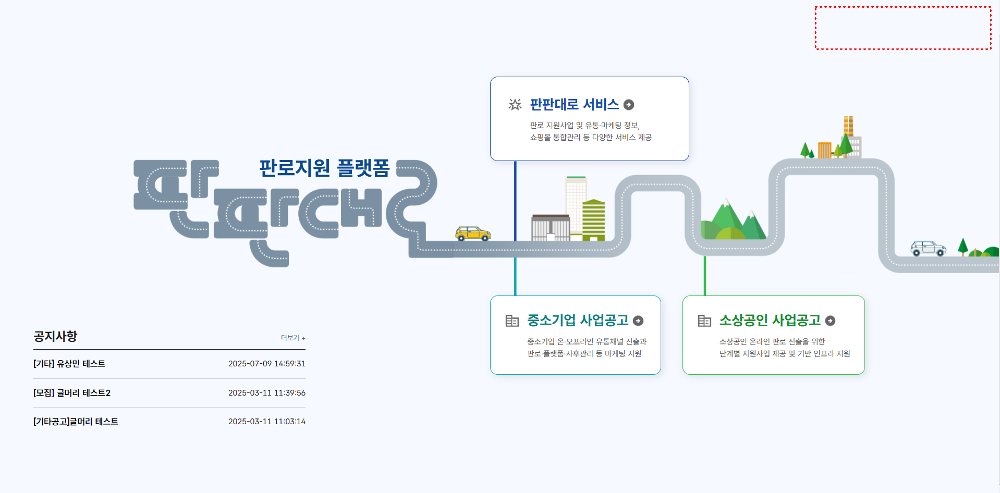 판로지원 플랫폼
판판대로
판판대로 서비스
판로 지원사업 및 유통·마케팅 정보,
쇼핑몰 통합관리 등 다양한 서비스 제공
중소기업 사업공고
중소기업 온·오프라인 유통채널 진출과
판로·플랫폼·사후관리 등 마케팅 지원
소상공인 사업공고
소상공인 온라인 판로 진출을 위한
단계별 지원사업 제공 및 기반 인프라 지원
공지사항
더보기 +
[기타] 유상민 테스트 2025-07-09 14:59:31
[모집] 글머리 테스트2 2025-03-11 11:39:56
[기타공고]글머리 테스트 2025-03-11 11:03:14